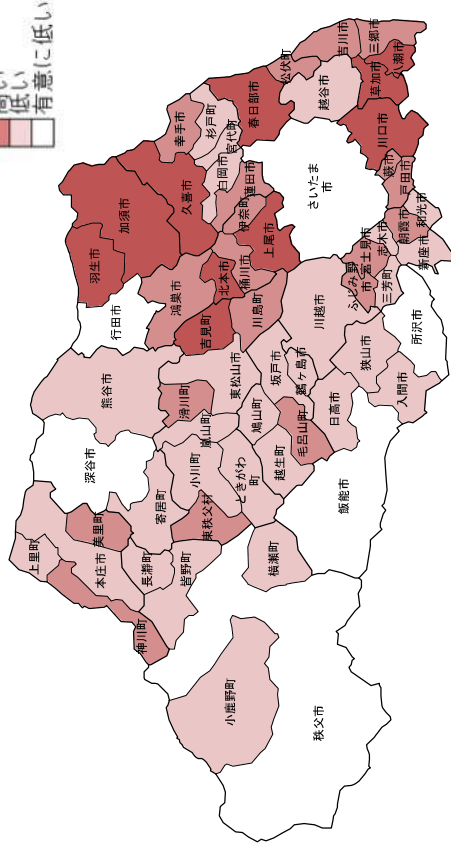 高い
低い
有意に低い
上里町
本庄市
神川町
美里町
深谷市
熊谷市
行田市
羽生市
加須市
久喜市
幸手市
杉戸町
宮代町
白岡市
春日部市
松伏町
吉川市
三郷市
八潮市
草加市
越谷市
川口市
蕨市
戸田市
さいたま
市
蓮田市
伊奈町
上尾市
桶川市
北本市
鴻巣市
吉見町
川島町
川越市
ふじみ野
市
富士見市
志木市
朝霞市
和光市
新座市
三芳町
所沢市
狭山市
入間市
日高市
飯能市
坂戸市
鶴ヶ島市
毛呂山町
越生町
鳩山町
東松山市
滑川町
嵐山町
小川町
ときがわ
町
東秩父村
寄居町
長瀞町
皆野町
横瀬町
小鹿野町
秩父市